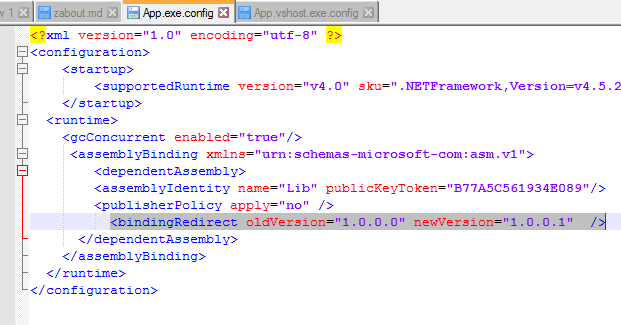 w 1 zabout.md App.exe.config App.vshost.exe.config
<?xml version="1.0" encoding="utf-8" ?>
<configuration>
<startup>
<supportedRuntime version="v4.0" sku=".NETFramework,Version=v4.5.2
</startup>
<runtime>
<gcConcurrent enabled="true"/>
<assemblyBinding xmlns="urn:schemas-microsoft-com:asm.v1">
<dependentAssembly>
<assemblyIdentity name="Lib" publicKeyToken="B77A5C561934E089"/>
<publisherPolicy apply="no" />
<bindingRedirect oldVersion="1.0.0.0" newVersion="1.0.0.1" />
</dependentAssembly>
</assemblyBinding>
</runtime>
</configuration>